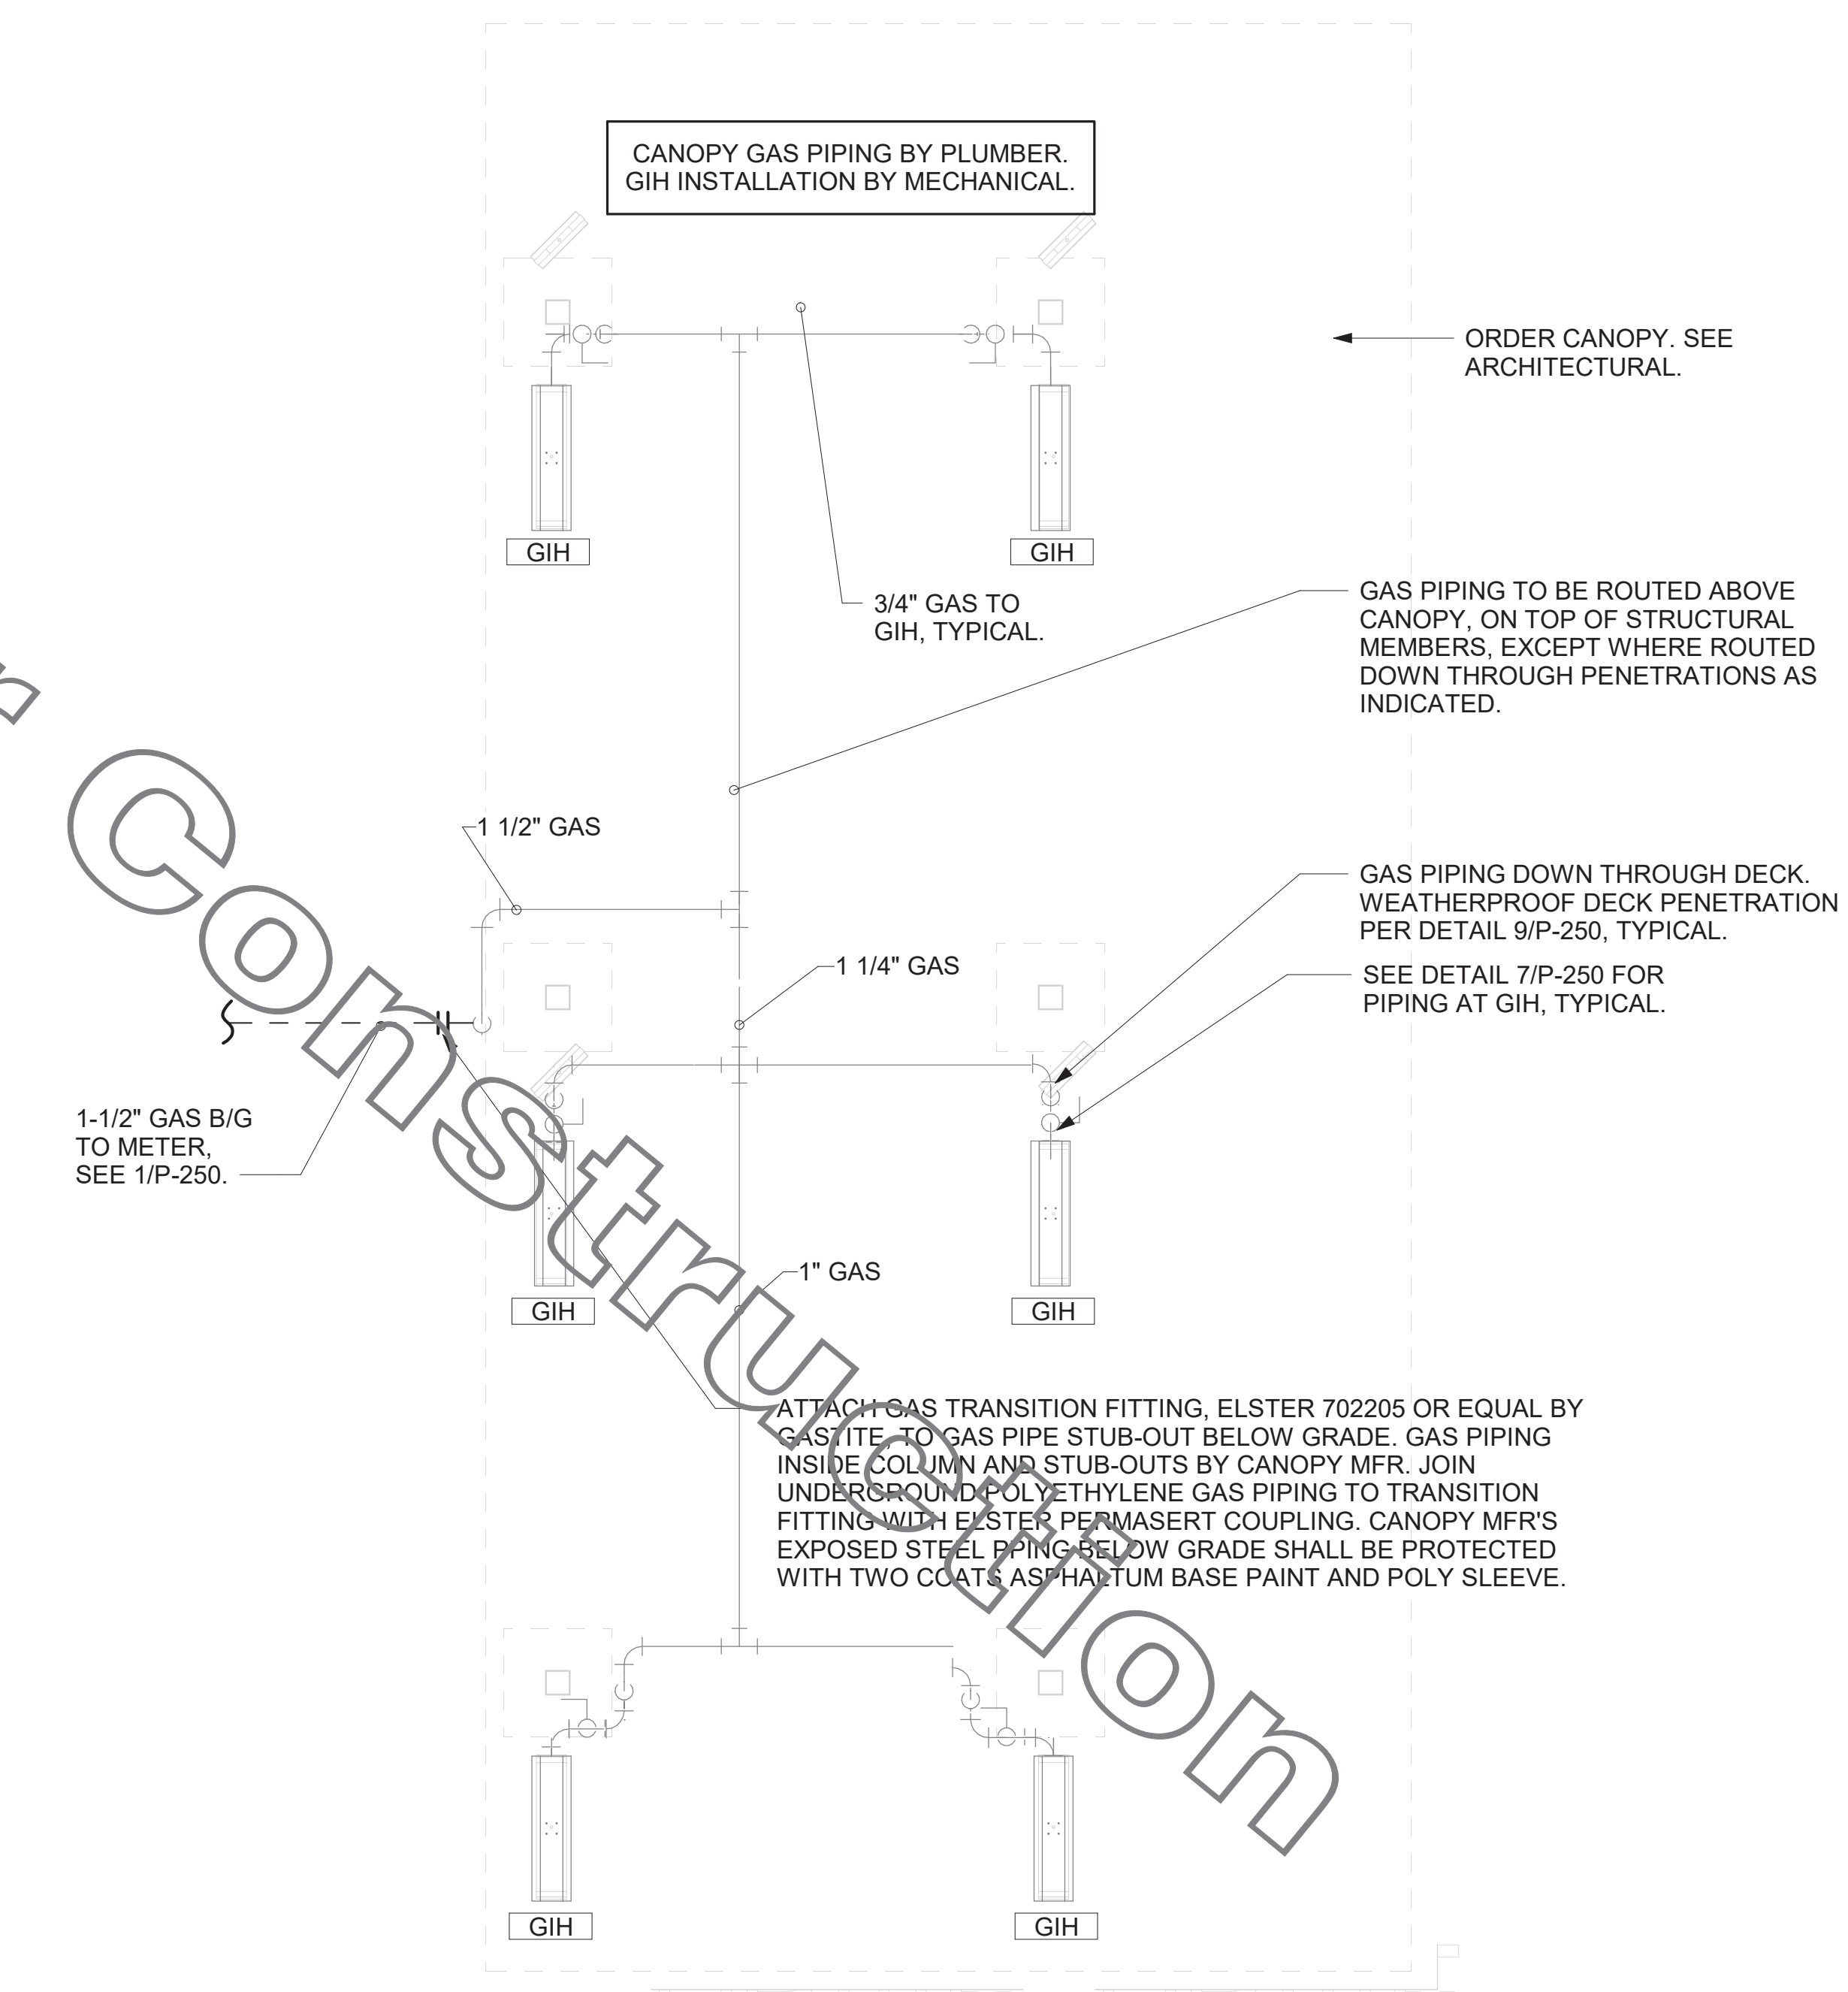 CANOPY GAS PIPING BY PLUMBER.
GIH INSTALLATION BY MECHANICAL.
ORDER CANOPY. SEE
ARCHITECTURAL.
GIH
GIH
3/4" GAS TO
GIH, TYPICAL.
GAS PIPING TO BE ROUTED ABOVE
CANOPY, ON TOP OF STRUCTURAL
MEMBERS, EXCEPT WHERE ROUTED
DOWN THROUGH PENETRATIONS AS
INDICATED.
1 1/2" GAS
GAS PIPING DOWN THROUGH DECK.
WEATHERPROOF DECK PENETRATION
PER DETAIL 9/P-250, TYPICAL.
1 1/4" GAS
SEE DETAIL 7/P-250 FOR
PIPING AT GIH, TYPICAL.
1-1/2" GAS B/G
TO METER,
SEE 1/P-250.
1" GAS
GIH
GIH
ATTACH GAS TRANSITION FITTING, ELSTER 702205 OR EQUAL BY
GASTITE, TO GAS PIPE STUB-OUT BELOW GRADE. GAS PIPING
INSIDE COLUMN AND STUB-OUTS BY CANOPY MFR. JOIN
UNDERGROUND POLYETHYLENE GAS PIPING TO TRANSITION
FITTING WITH ELSTER PERMASERT COUPLING. CANOPY MFR'S
EXPOSED STEEL PPING BELOW GRADE SHALL BE PROTECTED
WITH TWO COATS ASPHALTUM BASE PAINT AND POLY SLEEVE.
GIH
GIH
r Construction